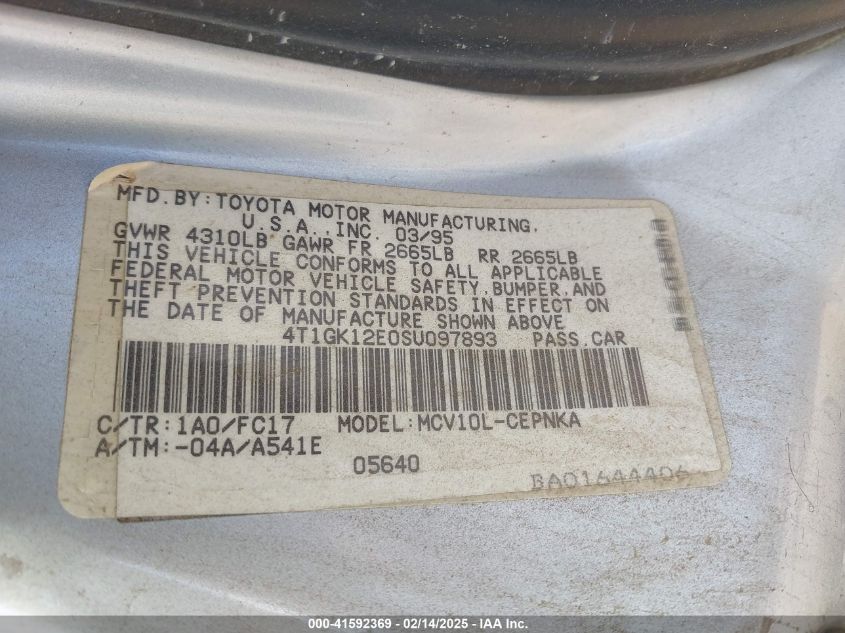 MFD.BY:TOYOTA MOTOR MANUFACTURING,
U.S.A.,INC. 03/95
GVWR 4310LB GAWR FR 2665LB RR 2665LB
THIS VEHICLE CONFORMS TO ALL APPLICABLE
FEDERAL MOTOR VEHICLE SAFETY,BUMPER,AND
THEFT PREVENTION STANDARDS IN EFFECT ON
THE DATE OF MANUFACTURE SHOWN ABOVE
4T1GK12E0SU097893 PASS.CAR
C/TR:1A0/FC17 MODEL:MCV10L-CEPNKA
A/TM:-04A/A541E
05640
BA01644406
000-41592369 - 02/14/2025 - IAAI - Copart, Inc.